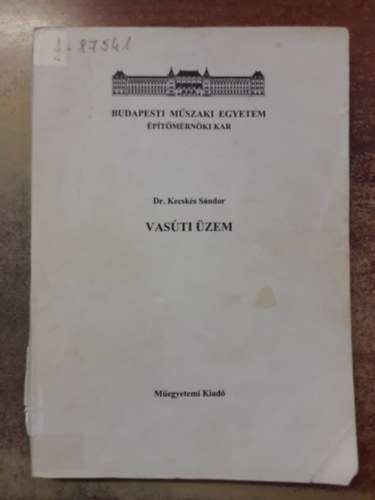 J-87541
BUDAPESTI MŰSZAKI EGYETEM
ÉPÍTŐMÉRNÖKI KAR
Dr. Kecskés Sándor
VASÚTI ÜZEM
Műegyetemi Kiadó